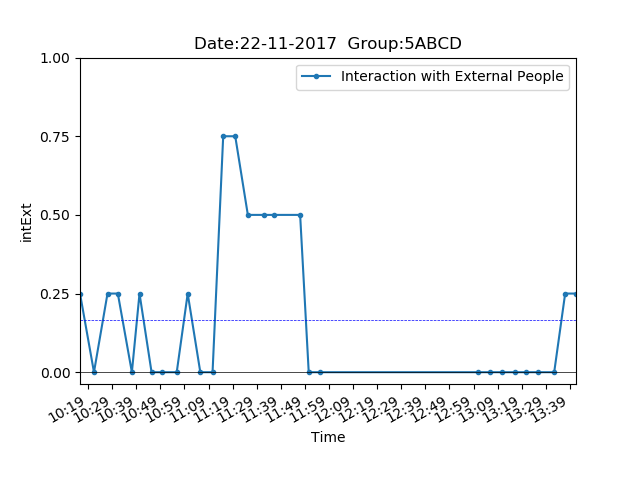 Date:22-11-2017  Group:5ABCD
Interaction with External People
1.00
0.75
0.50
0.25
0.00
intExt
10:19 10:29 10:39 10:49 10:59 11:09 11:19 11:29 11:39 11:49 11:59 12:09 12:19 12:29 12:39 12:49 12:59 13:09 13:19 13:29 13:39
Time